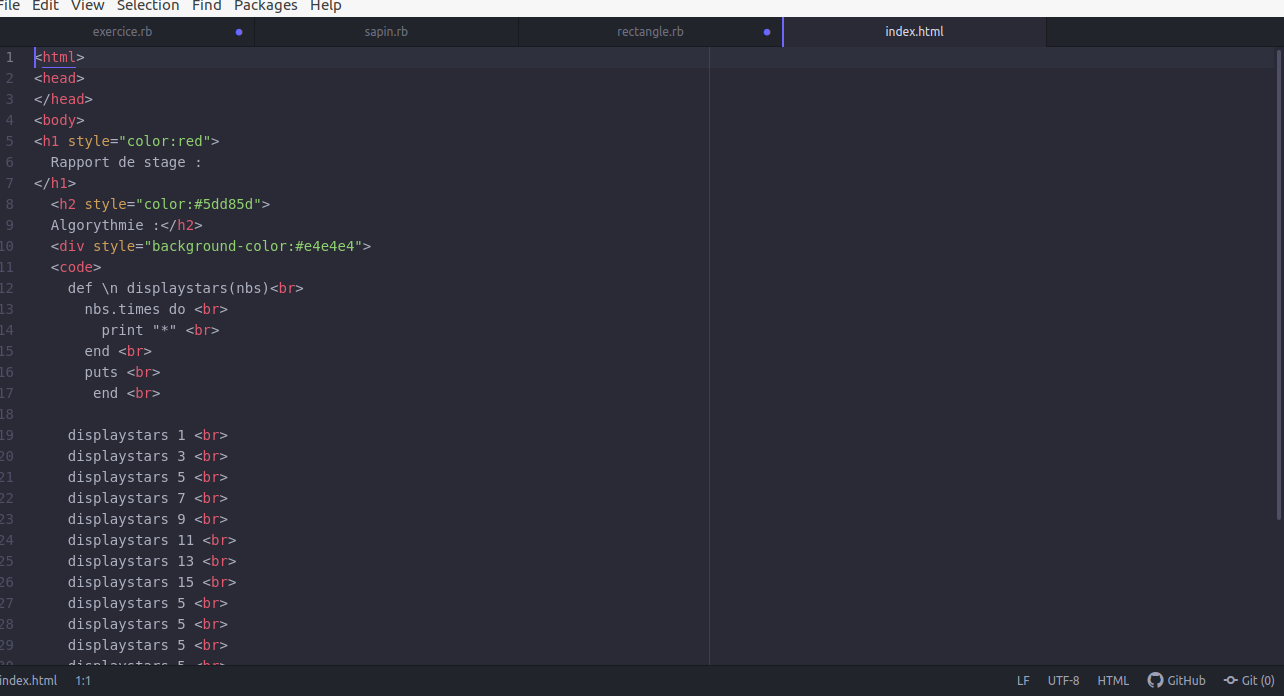 File Edit View Selection Find Packages Help
exercice.rb sapin.rb rectangle.rb index.html
1 <html>
2 <head>
3 </head>
4 <body>
5 <h1 style="color:red">
6 Rapport de stage :
7 </h1>
8 <h2 style="color:#5dd85d">
9 Algorythmie :</h2>
10 <div style="background-color:#e4e4e4">
11 <code>
12 def \n displaystars(nbs)<br>
13 nbs.times do <br>
14 print "*" <br>
15 end <br>
16 puts <br>
17 end <br>
18
19 displaystars 1 <br>
20 displaystars 3 <br>
21 displaystars 5 <br>
22 displaystars 7 <br>
23 displaystars 9 <br>
24 displaystars 11 <br>
25 displaystars 13 <br>
26 displaystars 15 <br>
27 displaystars 5 <br>
28 displaystars 5 <br>
29 displaystars 5 <br>
30 displaystars 5 <br>
index.html 1:1 LF UTF-8 HTML GitHub Git (0)